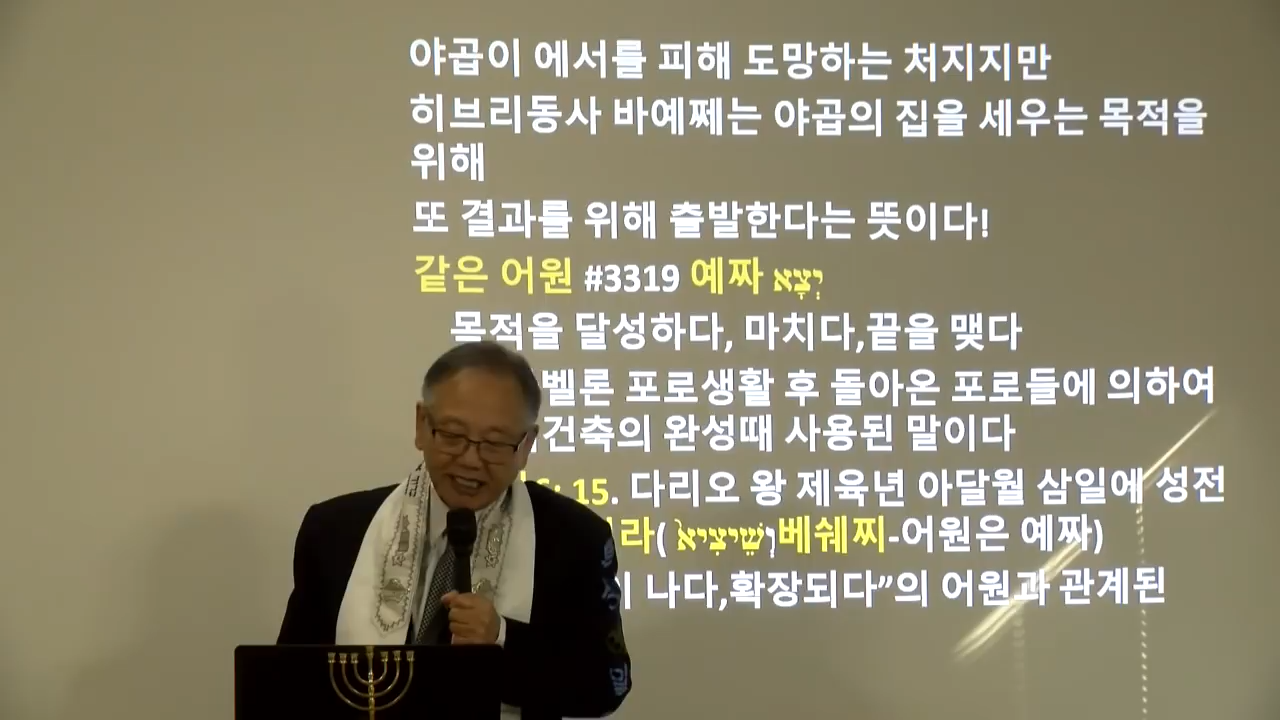 야곱이 에서를 피해 도망하는 처지지만
히브리동사 바예쩨는 야곱의 집을 세우는 목적을
위해
또 결과를 위해 출발한다는 뜻이다!
같은 어원 #3319 예짜 יְצָא
목적을 달성하다, 마치다,끝을 맺다
벨론 포로생활 후 돌아온 포로들에 의하여
건축의 완성때 사용된 말이다
6: 15. 다리오 왕 제육년 아달월 삼일에 성전
라( וְשֵׁיצִיא֙베쉐찌-어원은 예짜)
나다,확장되다”의 어원과 관계된